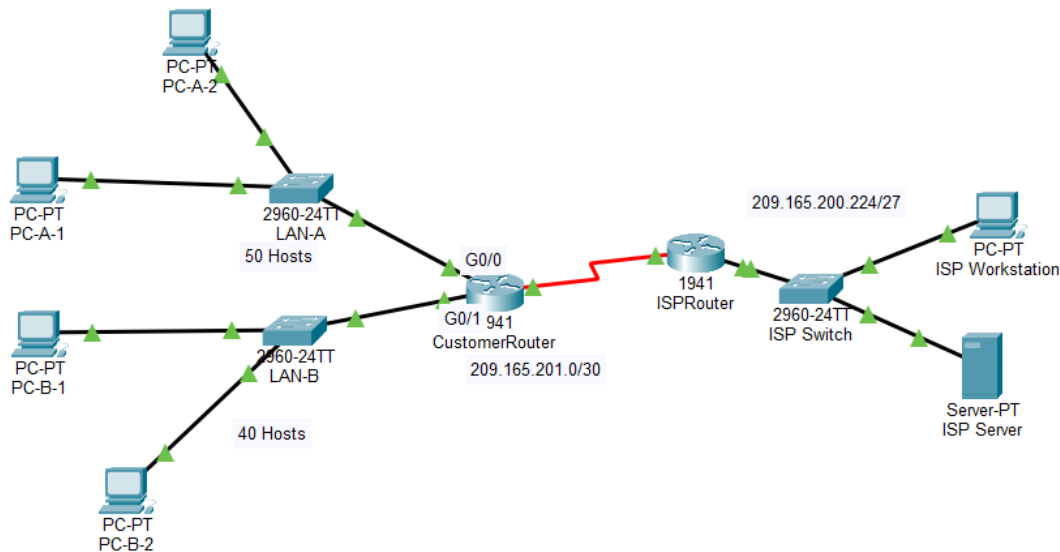 PC-PT
PC-A-2
PC-PT
PC-A-1
2960-24TT
LAN-A
50 Hosts
G0/0
G0/1
941
CustomerRouter
209.165.201.0/30
PC-PT
PC-B-1
2960-24TT
LAN-B
40 Hosts
PC-PT
PC-B-2
1941
ISPRouter
209.165.200.224/27
2960-24TT
ISP Switch
PC-PT
ISP Workstation
Server-PT
ISP Server